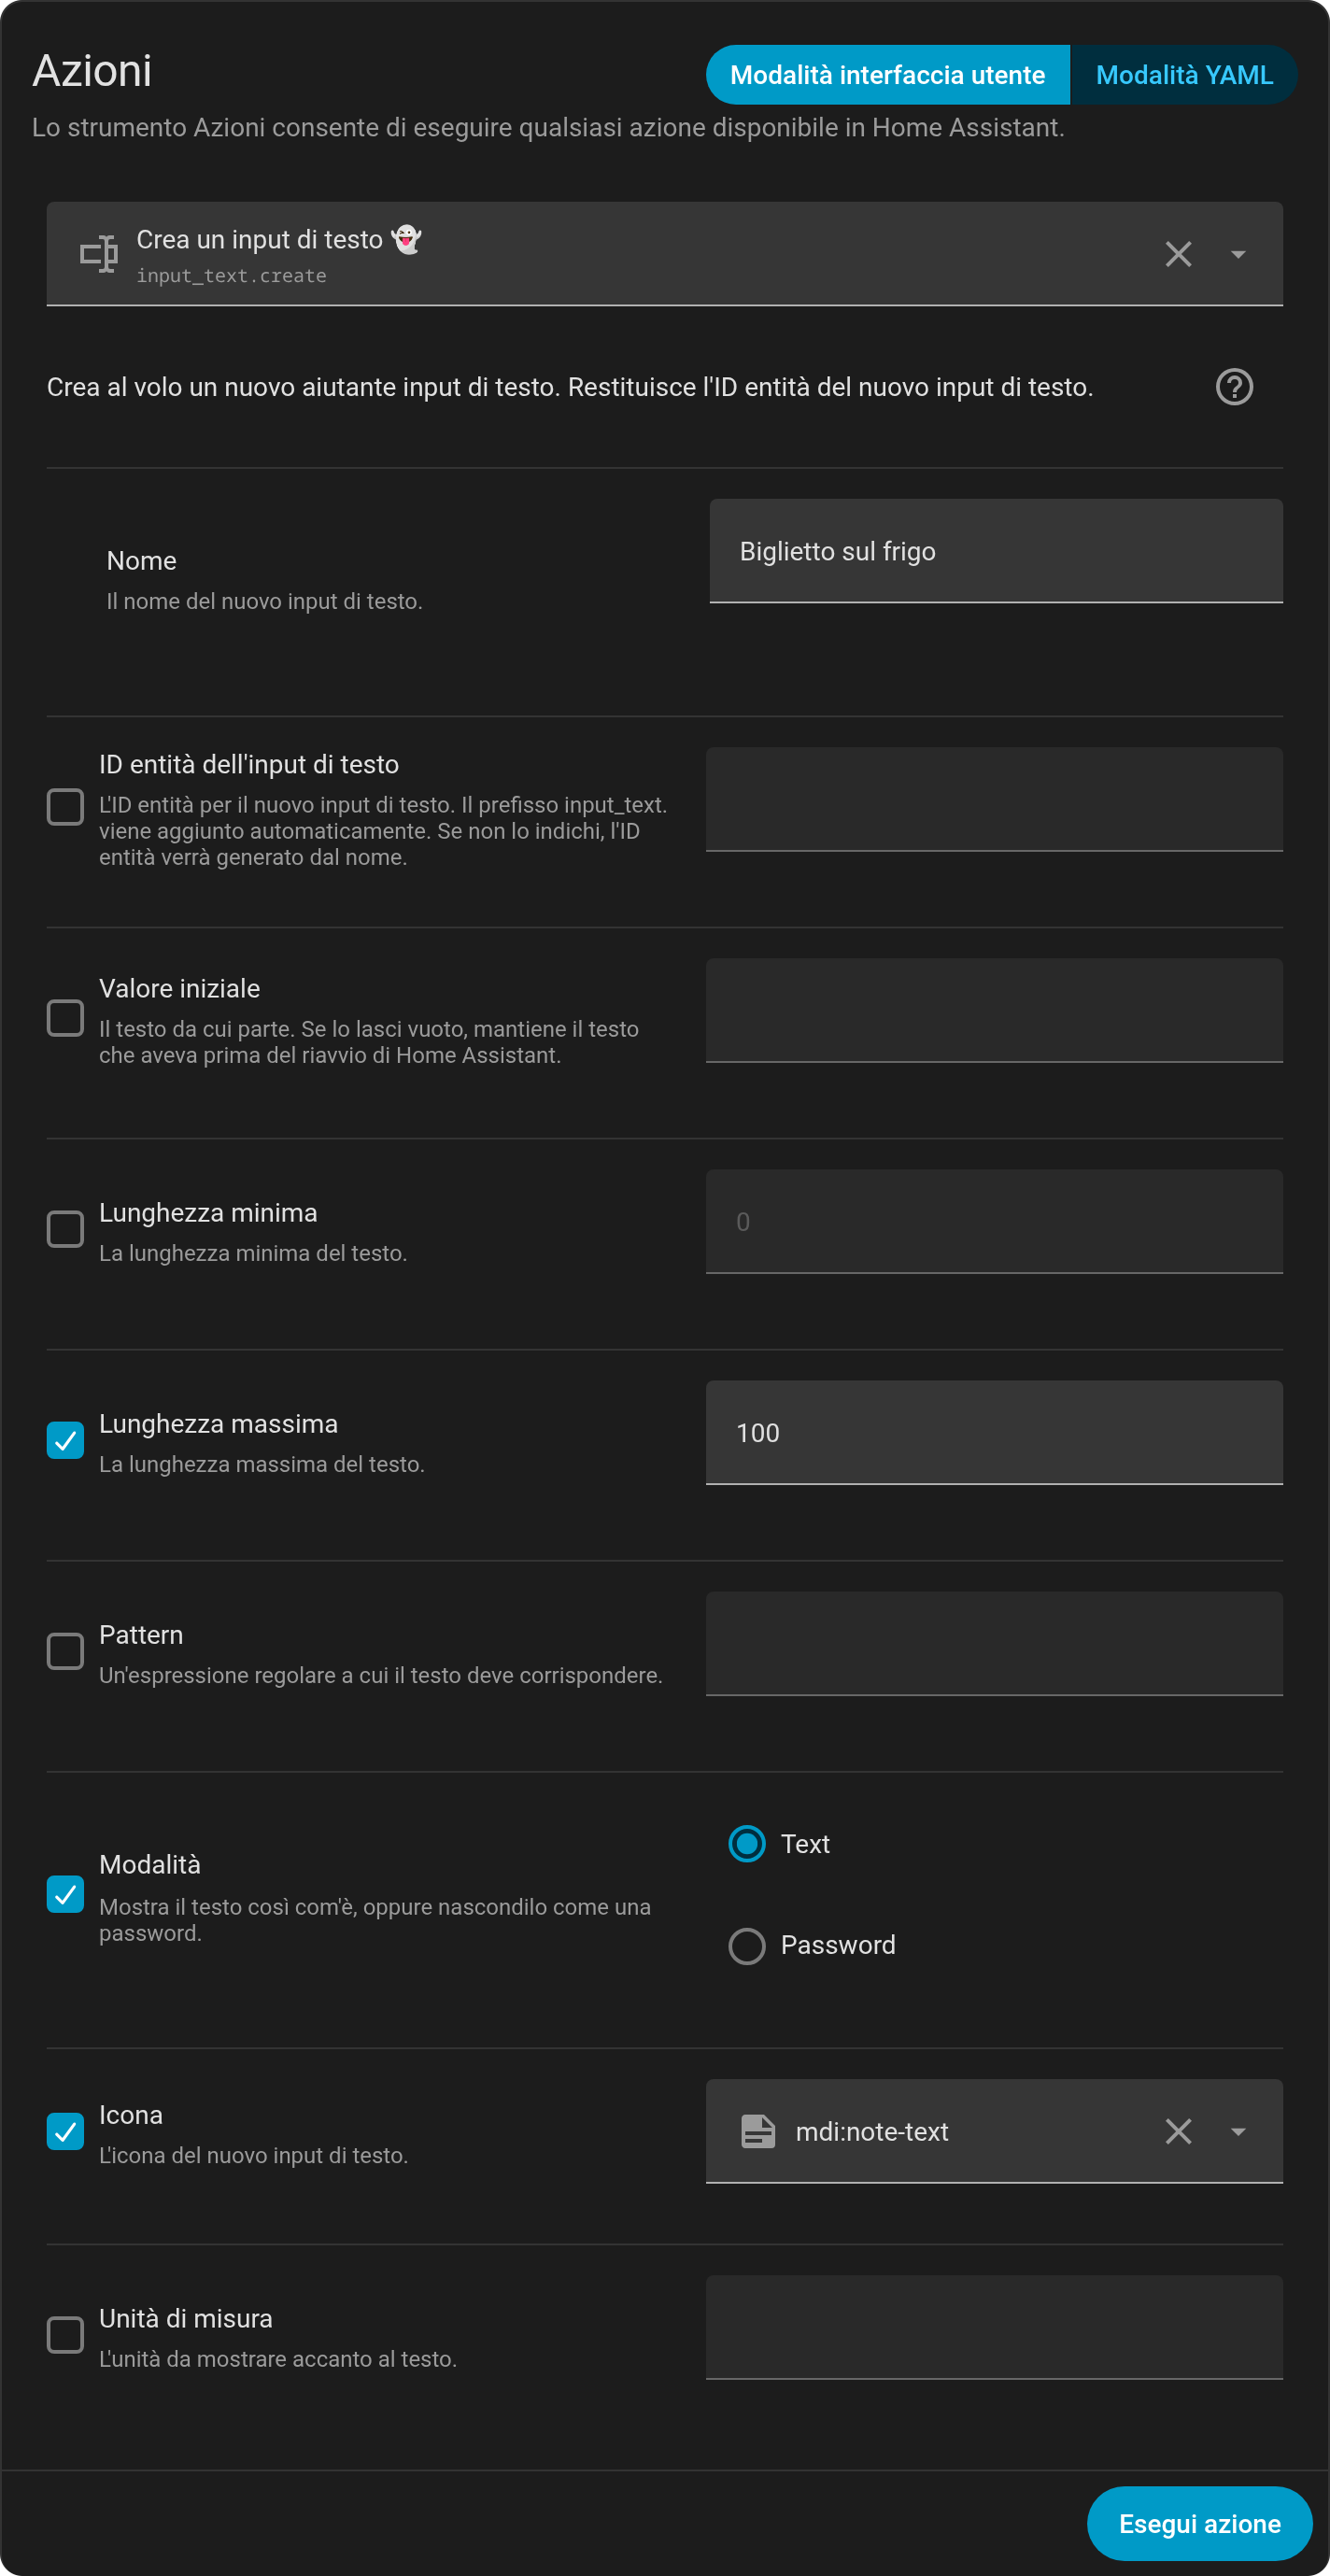 Azioni
Modalità interfaccia utente
Modalità YAML
Lo strumento Azioni consente di eseguire qualsiasi azione disponibile in Home Assistant.
Crea un input di testo 👻
input_text.create
Crea al volo un nuovo aiutante input di testo. Restituisce l'ID entità del nuovo input di testo.
Nome
Il nome del nuovo input di testo.
Biglietto sul frigo
ID entità dell'input di testo
L'ID entità per il nuovo input di testo. Il prefisso input_text.
viene aggiunto automaticamente. Se non lo indichi, l'ID
entità verrà generato dal nome.
Valore iniziale
Il testo da cui parte. Se lo lasci vuoto, mantiene il testo
che aveva prima del riavvio di Home Assistant.
Lunghezza minima
La lunghezza minima del testo.
0
Lunghezza massima
La lunghezza massima del testo.
100
Pattern
Un'espressione regolare a cui il testo deve corrispondere.
Modalità
Mostra il testo così com'è, oppure nascondilo come una
password.
Text
Password
Icona
L'icona del nuovo input di testo.
mdi:note-text
Unità di misura
L'unità da mostrare accanto al testo.
Esegui azione